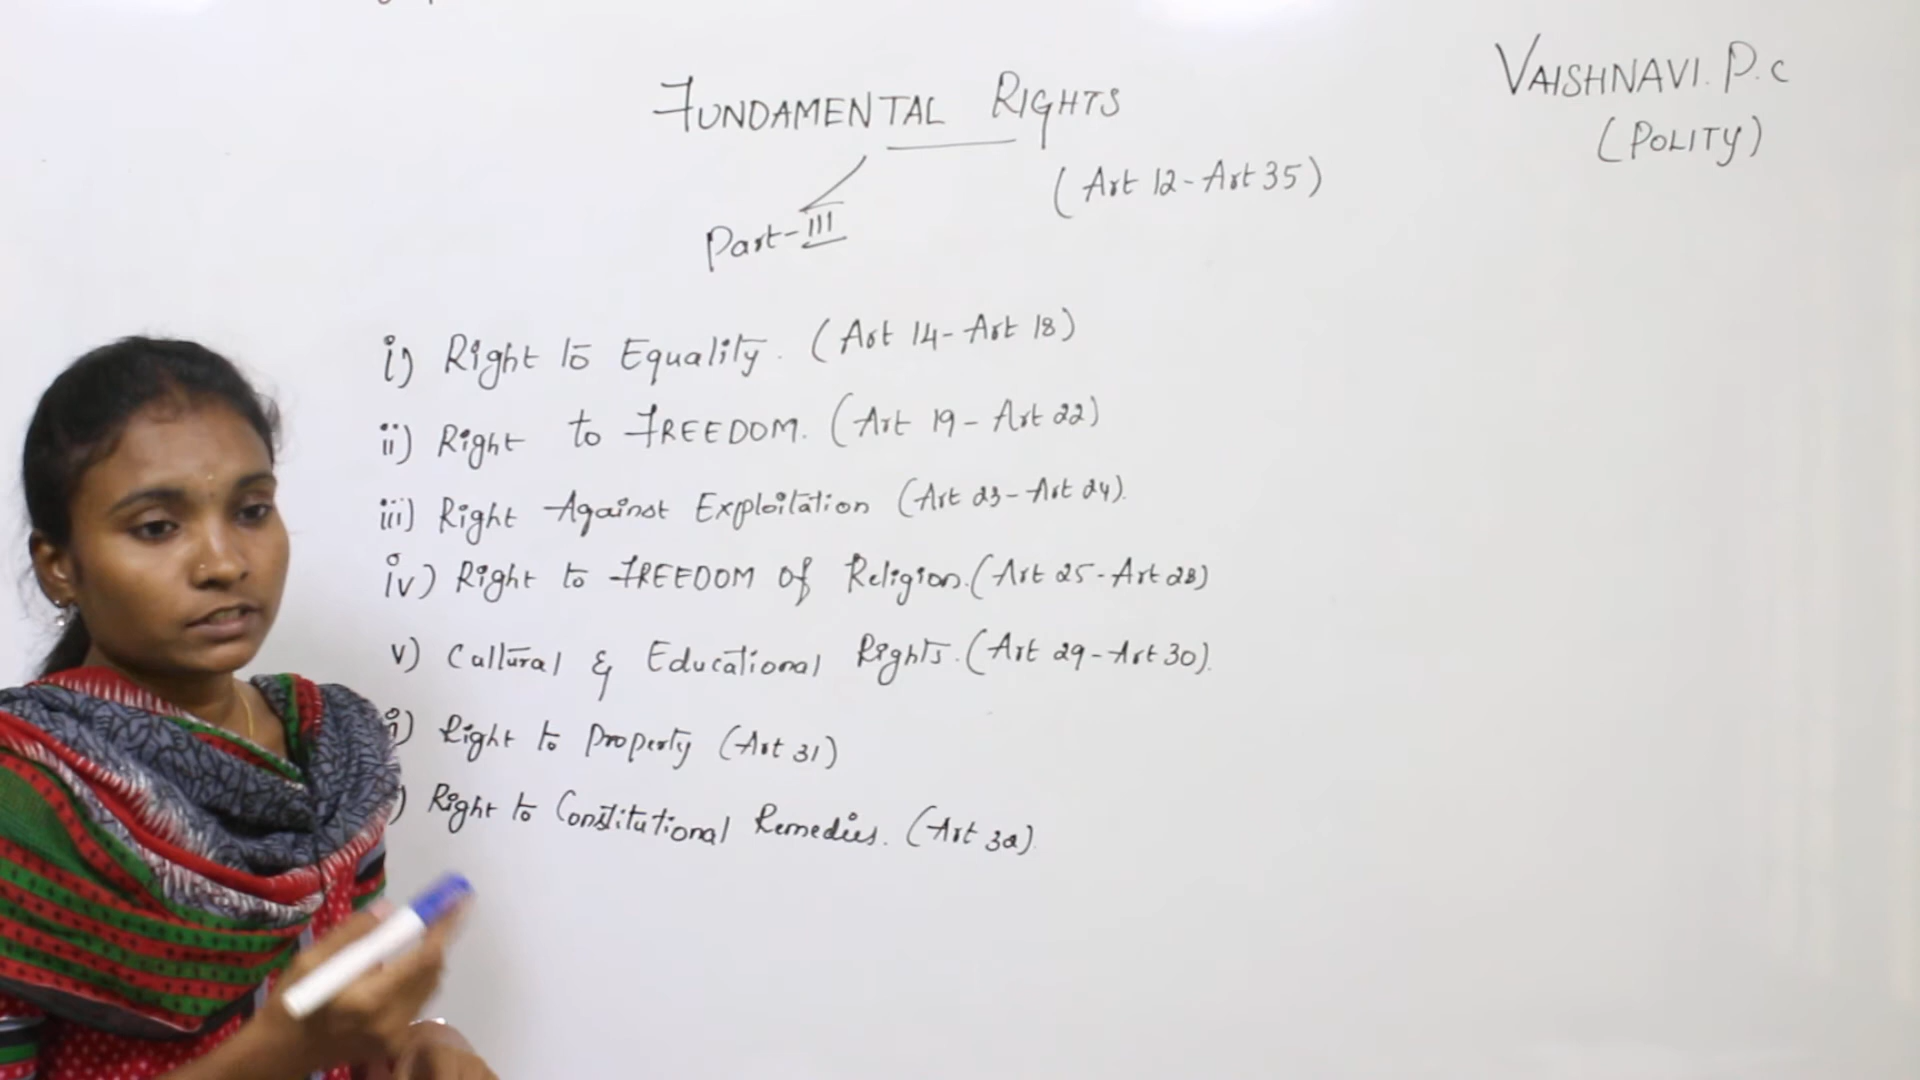 FUNDAMENTAL RIGHTS
VAISHNAVI. P.C
(POLITY)
(Art 12 - Art 35)
Part - III
i) Right to Equality. (Art 14 - Art 18)
ii) Right to FREEDOM. (Art 19 - Art 22)
iii) Right Against Exploitation (Art 23 - Art 24).
iv) Right to FREEDOM of Religion. (Art 25 - Art 28)
v) Cultural & Educational Rights. (Art 29 - Art 30).
i) Right to Property (Art 31)
) Right to Constitutional Remedies. (Art 32).